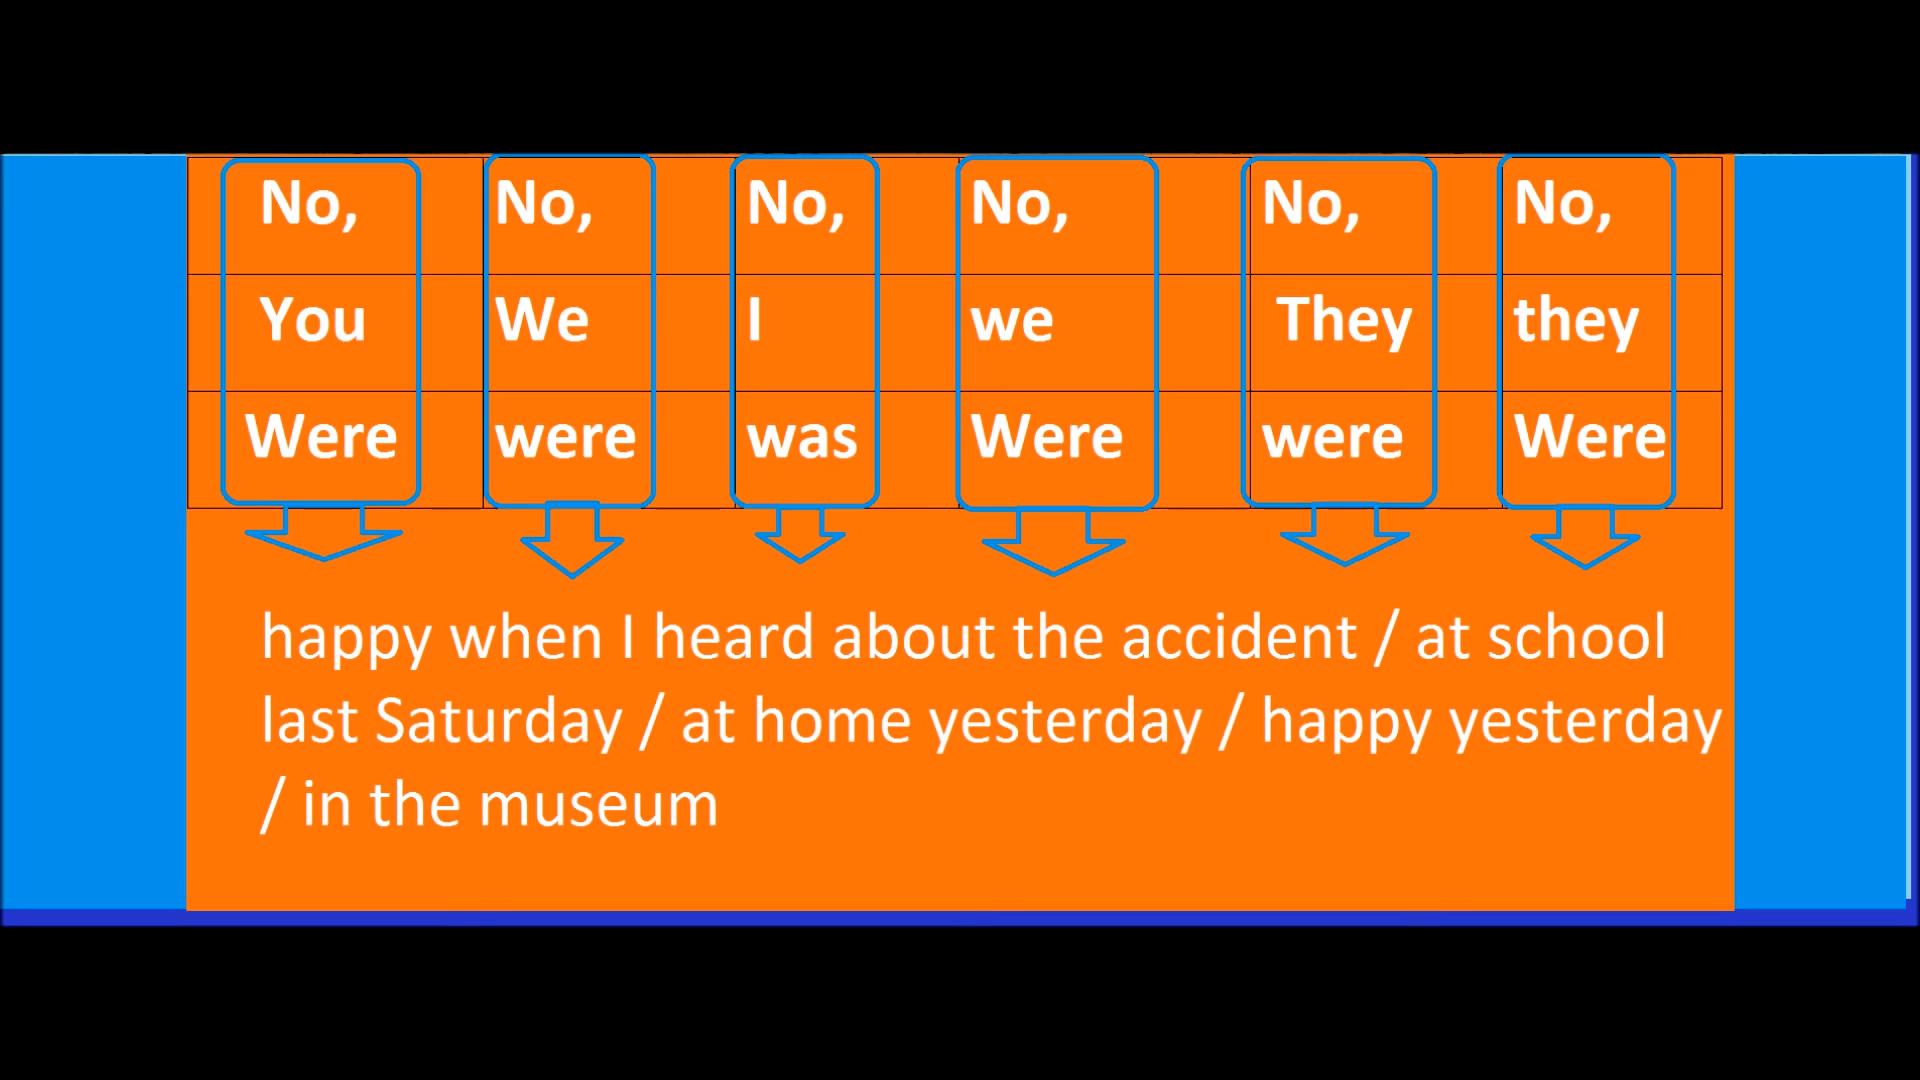 No, No, No, No, No, No,
You We I we They they
Were were was Were were Were
happy when I heard about the accident / at school
last Saturday / at home yesterday / happy yesterday
/ in the museum